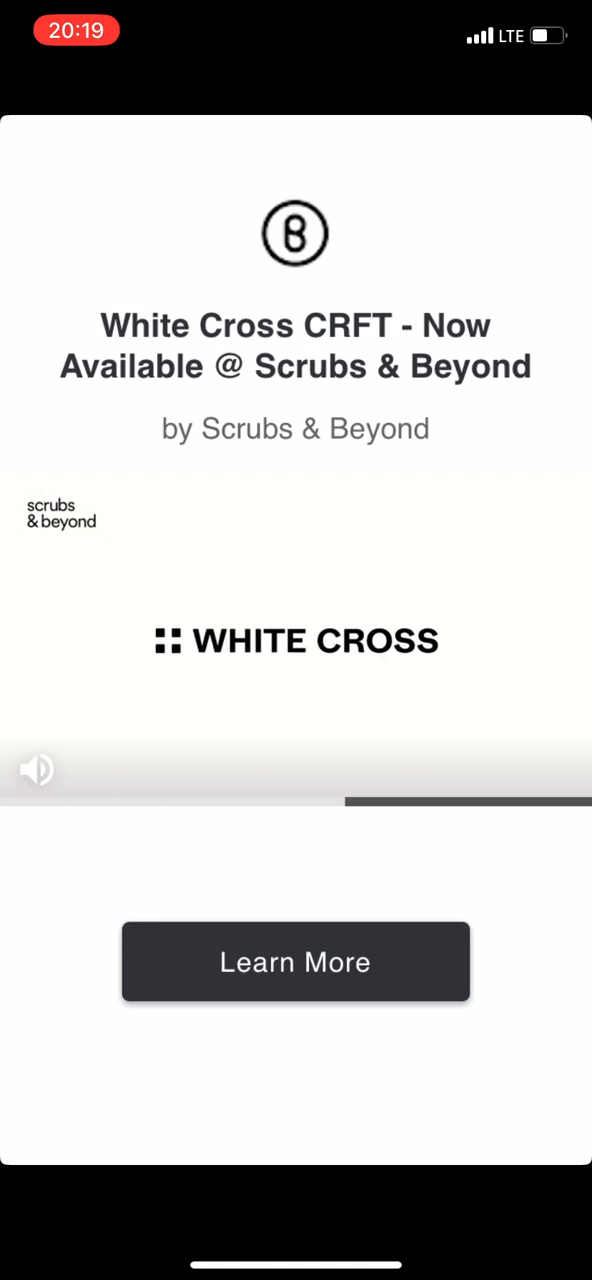 20:19
LTE
B
White Cross CRFT - Now
Available @ Scrubs & Beyond
by Scrubs & Beyond
scrubs
& beyond
WHITE CROSS
Learn More